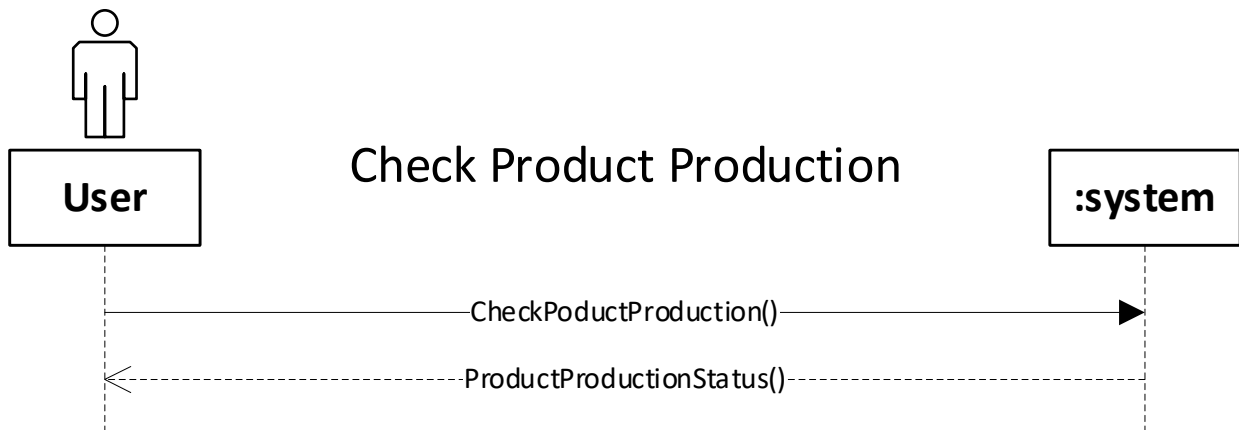 Check Product Production
User
:system
CheckPoductProduction()
ProductProductionStatus()